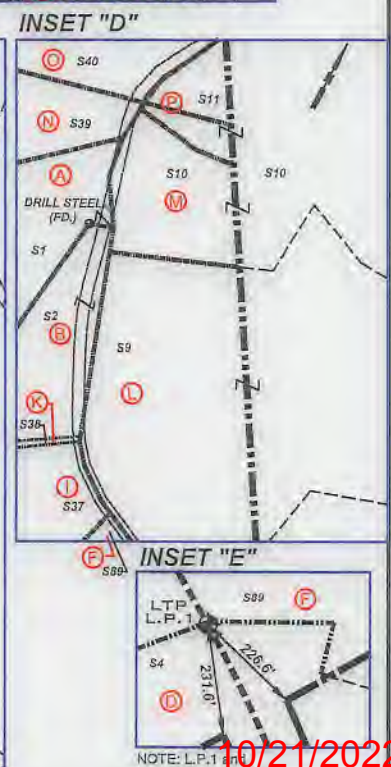 INSET "D"
O S40
P S11
N S39
A
S10 S10
M
DRILL STEEL
(FD.)
S1
S2
B
S9
K
L
S38
I
S37
F
S89
INSET "E"
S89 F
LTP
L.P.1
S4
226.6'
231.6'
D
NOTE: L.P.1 and
10/21/2022